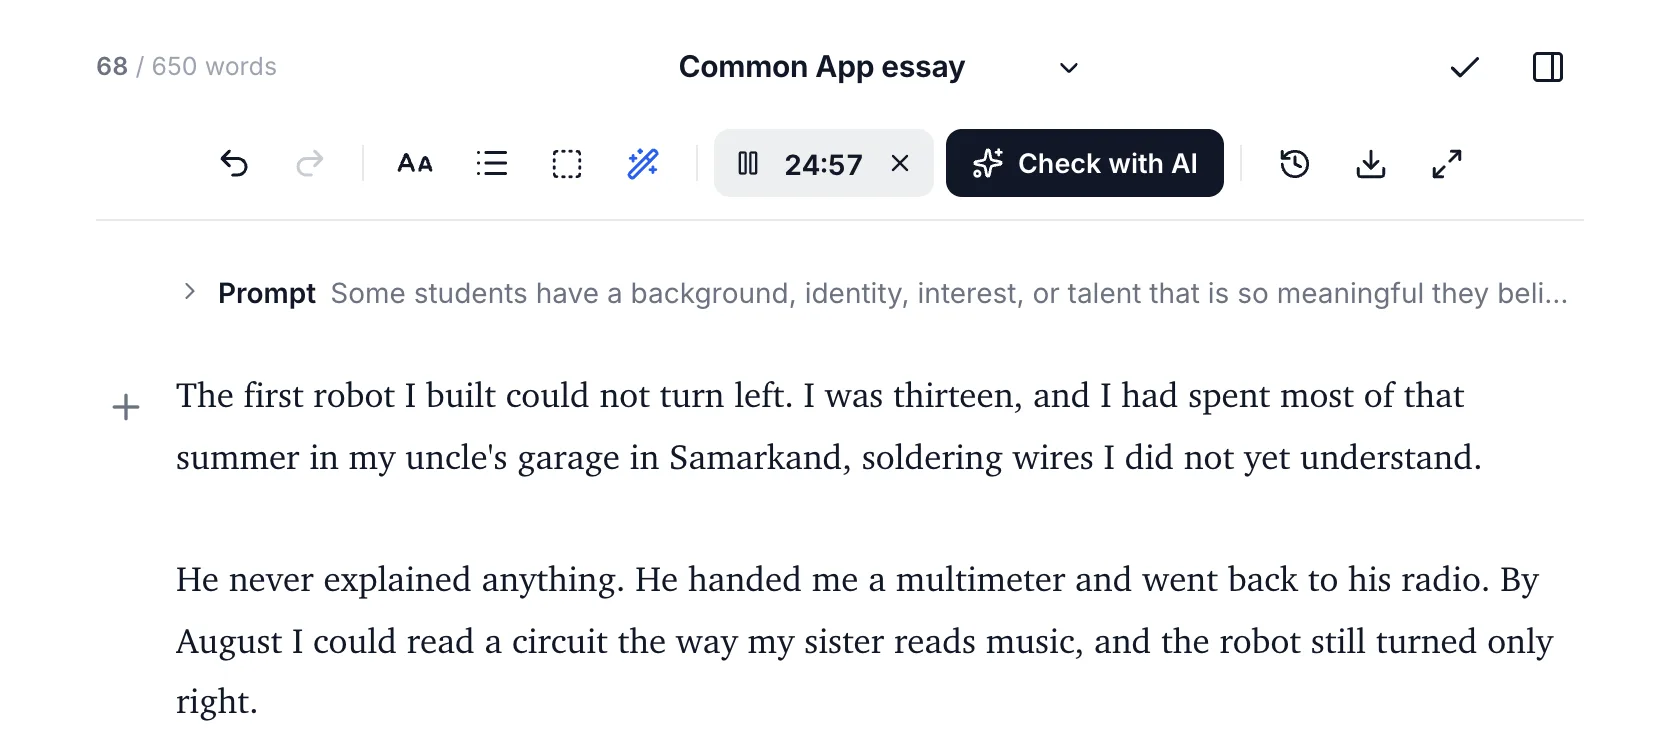 68 / 650 words
Common App essay
AA
24:57
Check with AI
Prompt Some students have a background, identity, interest, or talent that is so meaningful they beli...
The first robot I built could not turn left. I was thirteen, and I had spent most of that
summer in my uncle's garage in Samarkand, soldering wires I did not yet understand.
He never explained anything. He handed me a multimeter and went back to his radio. By
August I could read a circuit the way my sister reads music, and the robot still turned only
right.